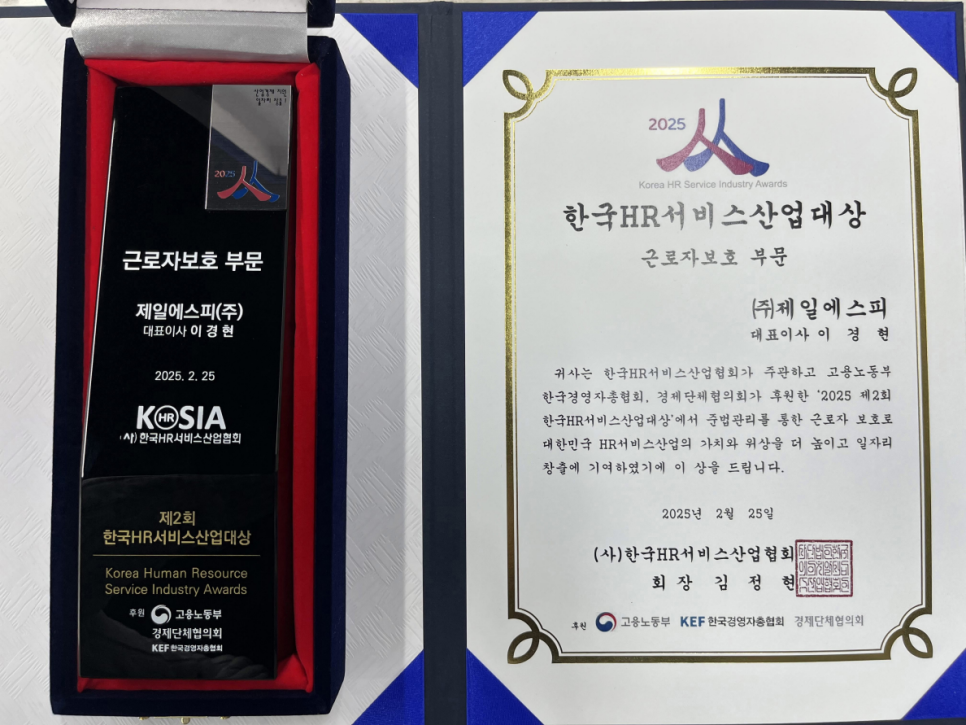 산업경제 지탱
2025
근로자보호 부문
제일에스피(주)
대표이사 이 경 현
2025. 2. 25
KOSIA
HR
(사)한국HR서비스산업협회
제2회
한국HR서비스산업대상
Korea Human Resource
Service Industry Awards
후원 고용노동부
경제단체협의회
KEF 한국경영자총협회
2025
Korea HR Service Industry Awards
한국HR서비스산업대상
근로자보호 부문
㈜제일에스피
대표이사 이 경 현
귀사는 한국HR서비스산업협회가 주관하고 고용노동부
한국경영자총협회, 경제단체협의회가 후원한 '2025 제2회
한국HR서비스산업대상'에서 준법관리를 통한 근로자 보호로
대한민국 HR서비스산업의 가치와 위상을 더 높이고 일자리
창출에 기여하였기에 이 상을 드립니다.
2025년 2월 25일
(사)한국HR서비스산업협회
회 장 김 정 현
후원 고용노동부 KEF 한국경영자총협회 경제단체협의회